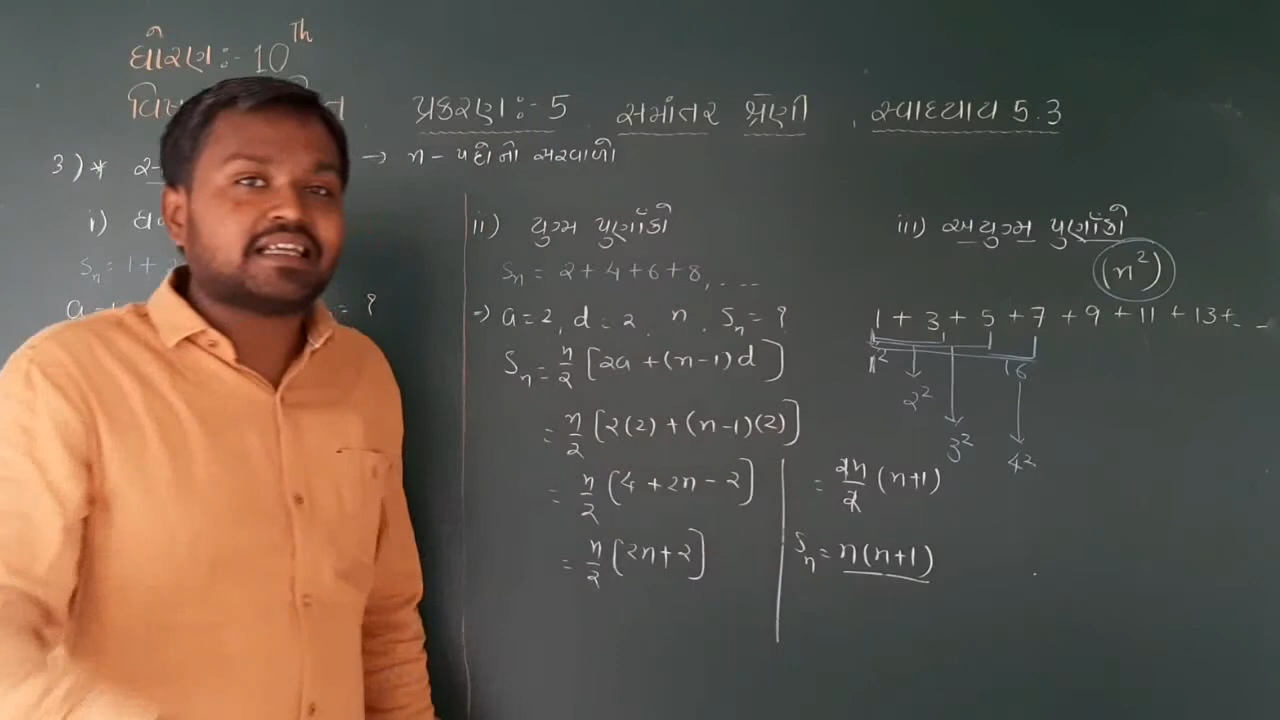 ધોરણ :- 10Th
પ્રકરણ :- 5 સમાંતર શ્રેણી , સ્વાધ્યાય 5.3
3) * → n - પદોનો સરવાળો
i)
Sₙ = 1 +
= ?
ii) યુગ્મ પુર્ણાંકો
Sₙ = 2 + 4 + 6 + 8, ....
→ a = 2, d = 2, n, Sₙ = ?
Sₙ = n/2 [2a + (n-1)d]
= n/2 [2(2) + (n-1)(2)]
= n/2 (4 + 2n - 2]
= n/2 [2n + 2]
= 2n/2 (n+1)
Sₙ = n(n+1)
iii) અયુગ્મ પુર્ણાંકો
(n²)
1 + 3 + 5 + 7 + 9 + 11 + 13 + - -
2²
3²
4²